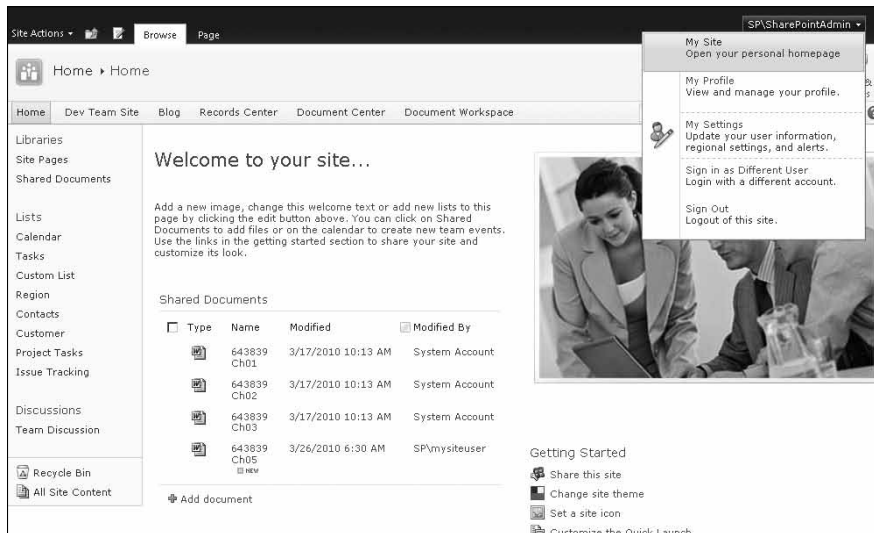 Site Actions
Browse
Page
SP\SharePointAdmin
My Site
Open your personal homepage
My Profile
View and manage your profile.
My Settings
Update your user information,
regional settings, and alerts.
Sign in as Different User
Login with a different account.
Sign Out
Logout of this site.
Home ▸ Home
Home
Dev Team Site
Blog
Records Center
Document Center
Document Workspace
Libraries
Site Pages
Shared Documents
Lists
Calendar
Tasks
Custom List
Region
Contacts
Customer
Project Tasks
Issue Tracking
Discussions
Team Discussion
Recycle Bin
All Site Content
Welcome to your site...
Add a new image, change this welcome text or add new lists to this
page by clicking the edit button above. You can click on Shared
Documents to add files or on the calendar to create new team events.
Use the links in the getting started section to share your site and
customize its look.
Shared Documents
Type Name Modified Modified By
643839 3/17/2010 10:13 AM System Account
Ch01
643839 3/17/2010 10:13 AM System Account
Ch02
643839 3/17/2010 10:13 AM System Account
Ch03
643839 3/26/2010 6:30 AM SP\mysiteuser
Ch05
NEW
Add document
Getting Started
Share this site
Change site theme
Set a site icon
Customize the Quick Launch